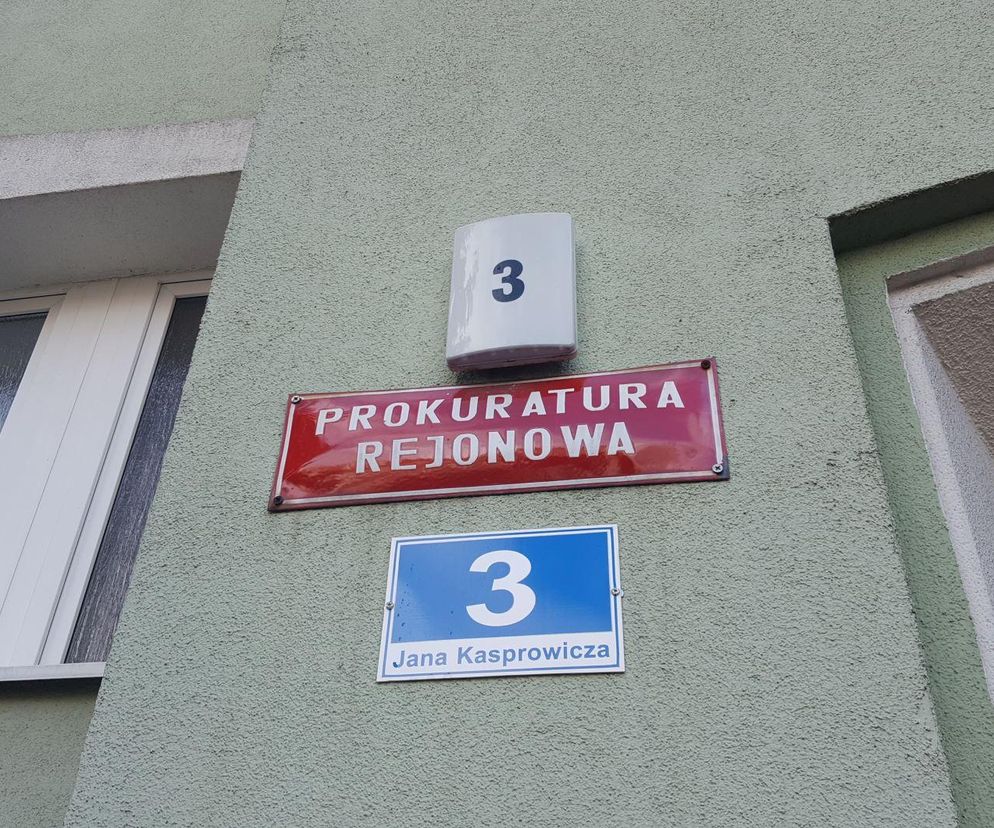 3
PROKURATURA
REJONOWA
3
Jana Kasprowicza